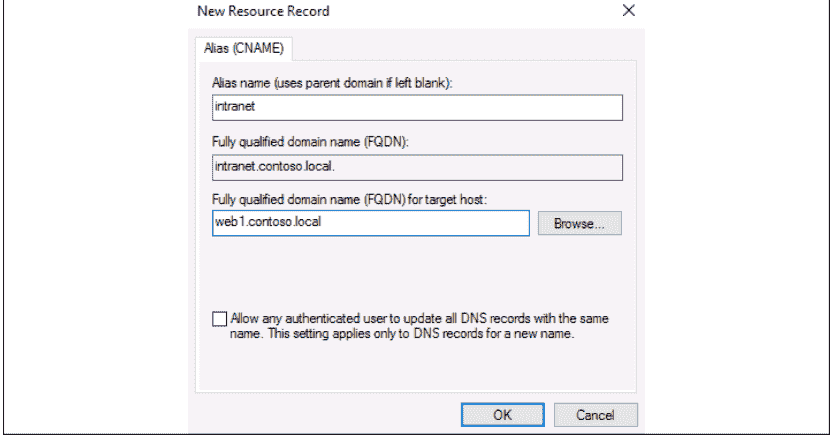 New Resource Record
Alias (CNAME)
Alias name (uses parent domain if left blank):
intranet
Fully qualified domain name (FQDN):
intranet.contoso.local.
Fully qualified domain name (FQDN) for target host:
web1.contoso.local
Browse...
Allow any authenticated user to update all DNS records with the same
name. This setting applies only to DNS records for a new name.
OK
Cancel